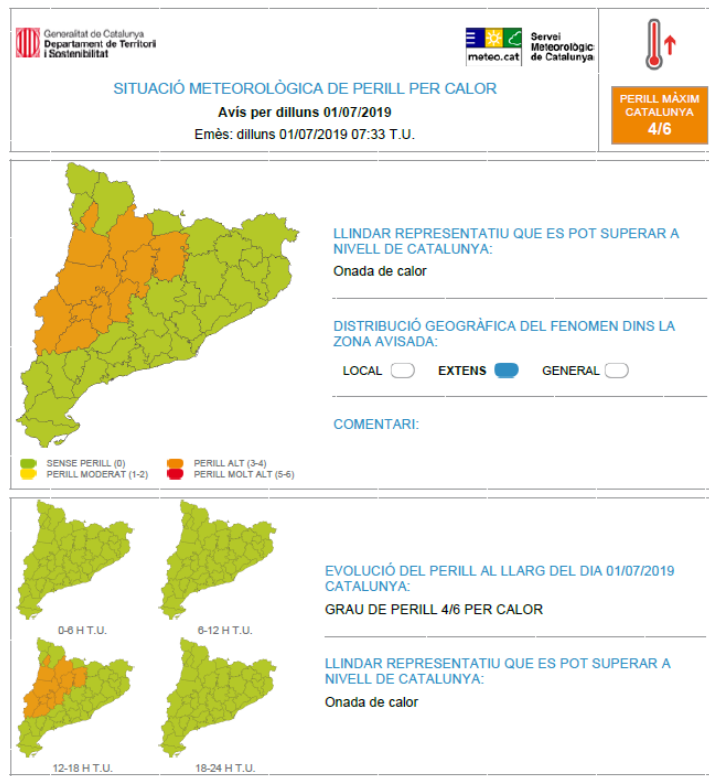 Generalitat de Catalunya
Departament de Territori
i Sostenibilitat
meteo.cat
Servei
Meteorològic
de Catalunya
SITUACIÓ METEOROLÒGICA DE PERILL PER CALOR
Avís per dilluns 01/07/2019
Emès: dilluns 01/07/2019 07:33 T.U.
PERILL MÀXIM
CATALUNYA
4/6
LLINDAR REPRESENTATIU QUE ES POT SUPERAR A
NIVELL DE CATALUNYA:
Onada de calor
DISTRIBUCIÓ GEOGRÀFICA DEL FENOMEN DINS LA
ZONA AVISADA:
LOCAL EXTENS GENERAL
COMENTARI:
SENSE PERILL (0) PERILL ALT (3-4)
PERILL MODERAT (1-2) PERILL MOLT ALT (5-6)
0-6 H T.U. 6-12 H T.U.
12-18 H T.U. 18-24 H T.U.
EVOLUCIÓ DEL PERILL AL LLARG DEL DIA 01/07/2019
CATALUNYA:
GRAU DE PERILL 4/6 PER CALOR
LLINDAR REPRESENTATIU QUE ES POT SUPERAR A
NIVELL DE CATALUNYA:
Onada de calor